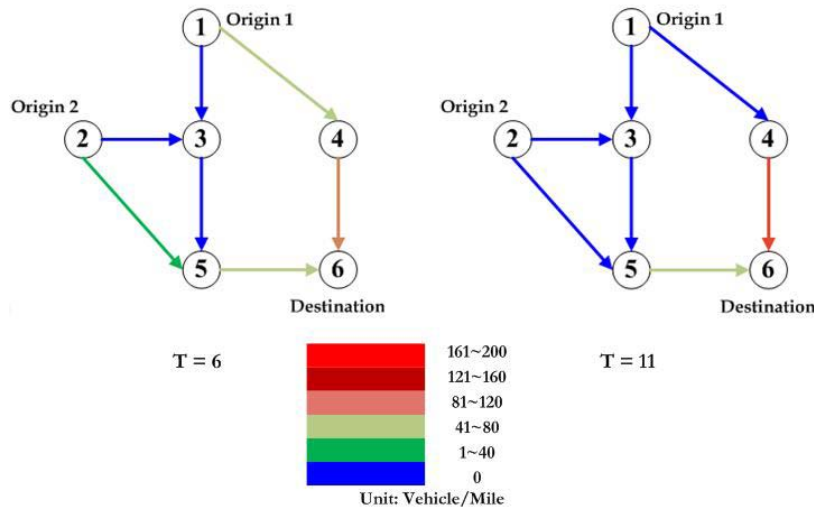 1
Origin 1
Origin 2
2
3
4
5
6
Destination
1
Origin 1
Origin 2
2
3
4
5
6
Destination
T = 6
161~200
121~160
81~120
41~80
1~40
0
Unit: Vehicle/Mile
T = 11